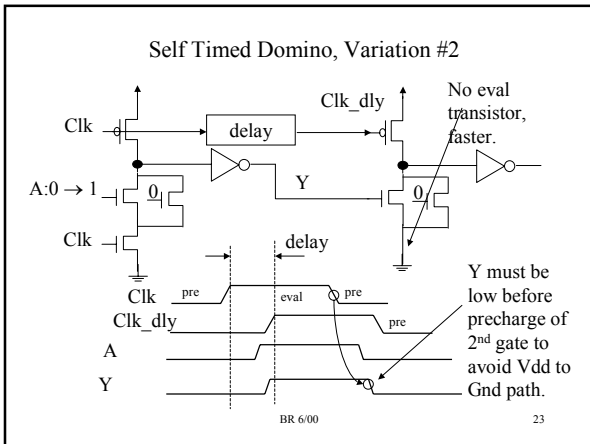 Self Timed Domino, Variation #2
Clk_dly
No eval
transistor,
faster.
Clk
delay
A:0 → 1
0
Y
0
Clk
delay
Clk
pre
eval
pre
Clk_dly
pre
A
Y
Y must be
low before
precharge of
2nd gate to
avoid Vdd to
Gnd path.
BR 6/00
23